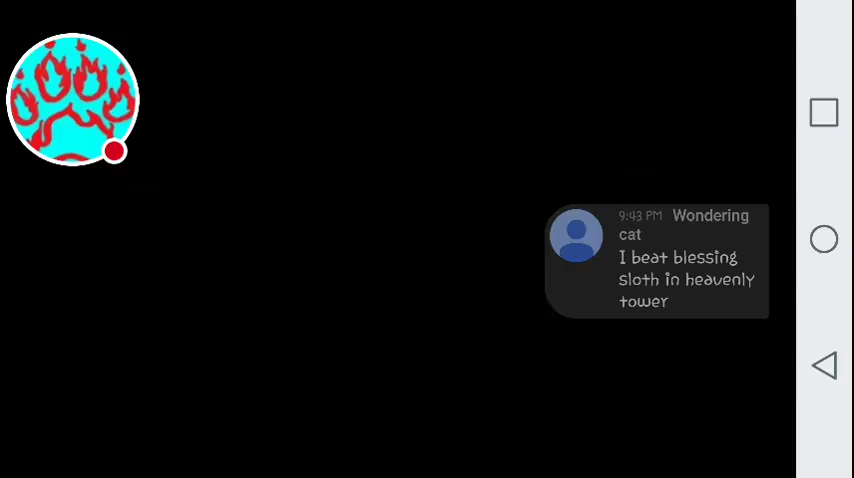 9:43 PM Wondering
cat
I beat blessing
sloth in heavenly
tower